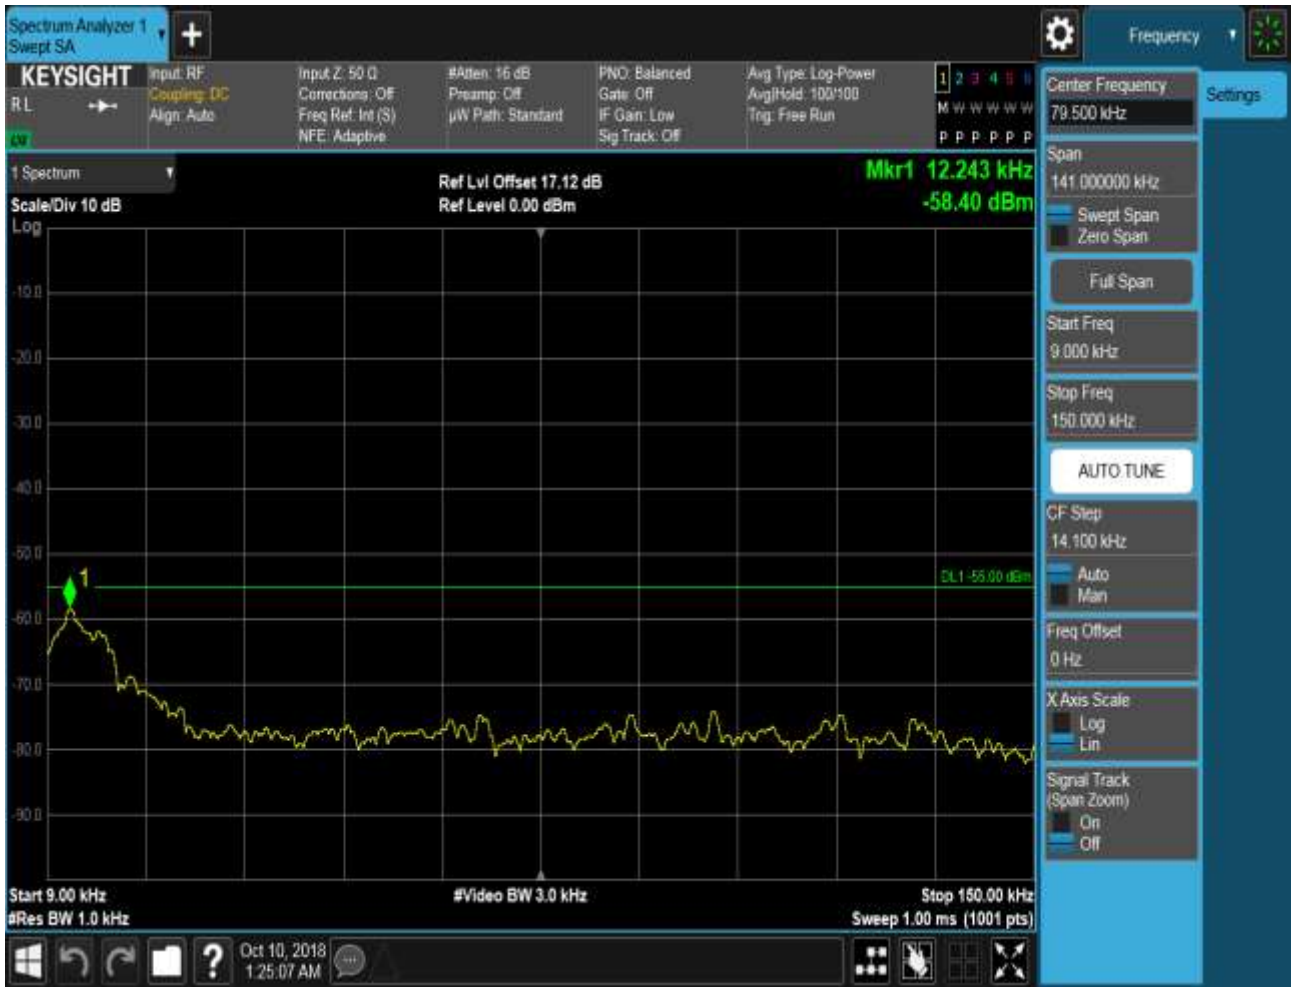 Spectrum Analyzer 1
Swept SA
+
Frequency
KEYSIGHT
RL
LXI
Input: RF
Coupling: DC
Align: Auto
Input Z: 50 Ω
Corrections: Off
Freq Ref: Int (S)
NFE: Adaptive
#Atten: 16 dB
Preamp: Off
µW Path: Standard
PNO: Balanced
Gate: Off
IF Gain: Low
Sig Track: Off
Avg Type: Log-Power
Avg|Hold: 100/100
Trig: Free Run
1 2 3 4 5 6
M W W W W W
P P P P P P
1 Spectrum
Scale/Div 10 dB
Ref Lvl Offset 17.12 dB
Ref Level 0.00 dBm
Mkr1 12.243 kHz
-58.40 dBm
Log
-10.0
-20.0
-30.0
-40.0
-50.0
DL1 -55.00 dBm
1
-60.0
-70.0
-80.0
-90.0
Start 9.00 kHz
#Res BW 1.0 kHz
#Video BW 3.0 kHz
Stop 150.00 kHz
Sweep 1.00 ms (1001 pts)
?
Oct 10, 2018
1:25:07 AM
Center Frequency
79.500 kHz
Settings
Span
141.000000 kHz
Swept Span
Zero Span
Full Span
Start Freq
9.000 kHz
Stop Freq
150.000 kHz
AUTO TUNE
CF Step
14.100 kHz
Auto
Man
Freq Offset
0 Hz
X Axis Scale
Log
Lin
Signal Track
(Span Zoom)
On
Off